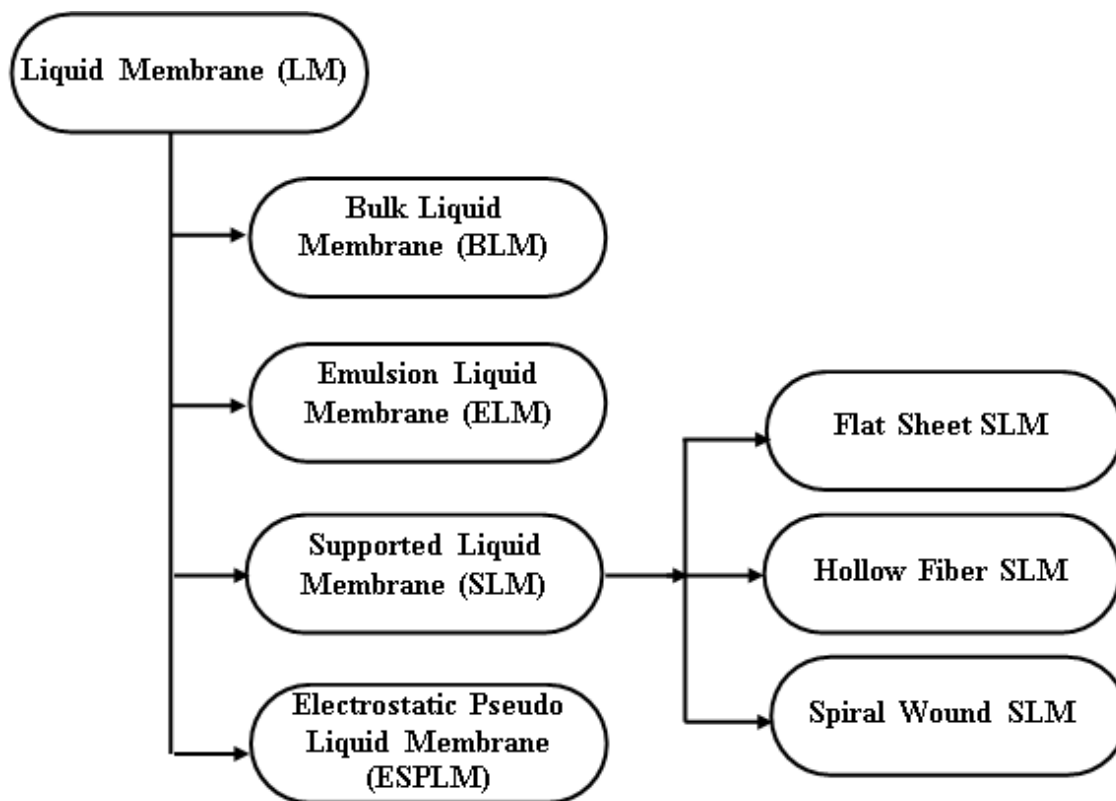 Liquid Membrane (LM)
Bulk Liquid
Membrane (BLM)
Emulsion Liquid
Membrane (ELM)
Supported Liquid
Membrane (SLM)
Electrostatic Pseudo
Liquid Membrane
(ESPLM)
Flat Sheet SLM
Hollow Fiber SLM
Spiral Wound SLM